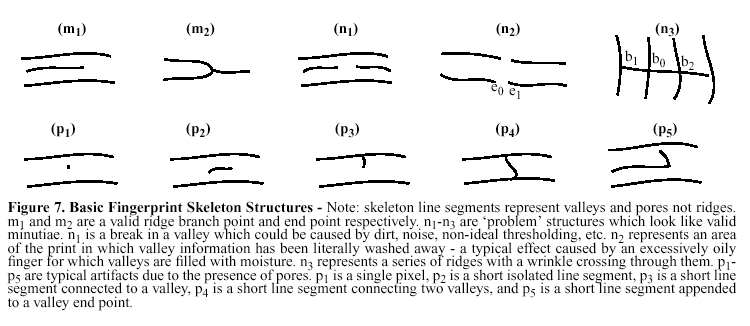 (m1) (m2) (n1) (n2) (n3)
b1 b0 b2
e0 e1
(p1) (p2) (p3) (p4) (p5)
Figure 7. Basic Fingerprint Skeleton Structures - Note: skeleton line segments represent valleys and pores not ridges.
m1 and m2 are a valid ridge branch point and end point respectively. n1-n3 are ‘problem’ structures which look like valid
minutiae. n1 is a break in a valley which could be caused by dirt, noise, non-ideal thresholding, etc. n2 represents an area
of the print in which valley information has been literally washed away - a typical effect caused by an excessively oily
finger for which valleys are filled with moisture. n3 represents a series of ridges with a wrinkle crossing through them. p1-
p5 are typical artifacts due to the presence of pores. p1 is a single pixel, p2 is a short isolated line segment, p3 is a short line
segment connected to a valley, p4 is a short line segment connecting two valleys, and p5 is a short line segment appended
to a valley end point.